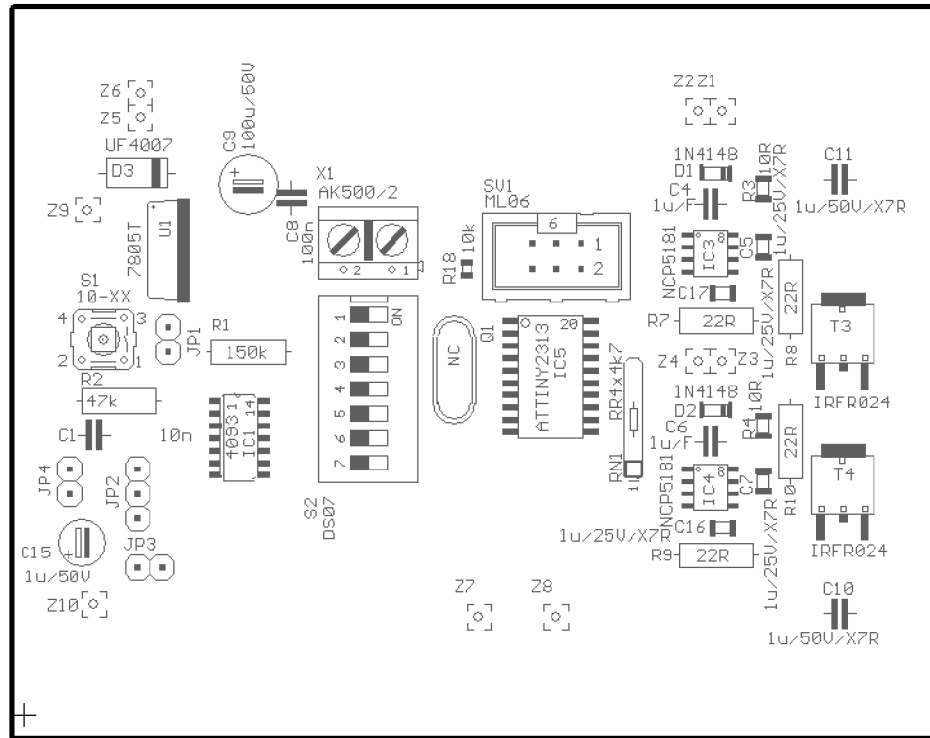 Z6
Z5
UF4007
D3
Z9
7805T
U1
S1
10-XX
4
3
2
1
JP1
R1
150k
R2
47k
C1
10n
40931
IC1
14
JP4
JP2
JP3
C15
1u/50V
Z10
C9
100u/50V
C8
100n
X1
AK500/2
2
1
ON
1
2
3
4
5
6
7
S2
DS07
R18
10k
SV1
ML06
6
1
2
NC
Q1
20
ATTINY2313
IC5
RR4x4k7
RN1
1
Z7
Z8
Z2
Z1
1N4148
D1
C4
1u/F
R3
10R
1u/25V/X7R
C11
1u/50V/X7R
NCP5181
IC3
8
C5
C17
1u/25V/X7R
R7
22R
22R
R8
T3
IRFR024
Z4
Z3
1N4148
D2
C6
1u/F
R4
10R
NCP5181
IC4
8
C7
1u/25V/X7R
C16
1u/25V/X7R
R9
22R
22R
R10
T4
IRFR024
C10
1u/50V/X7R